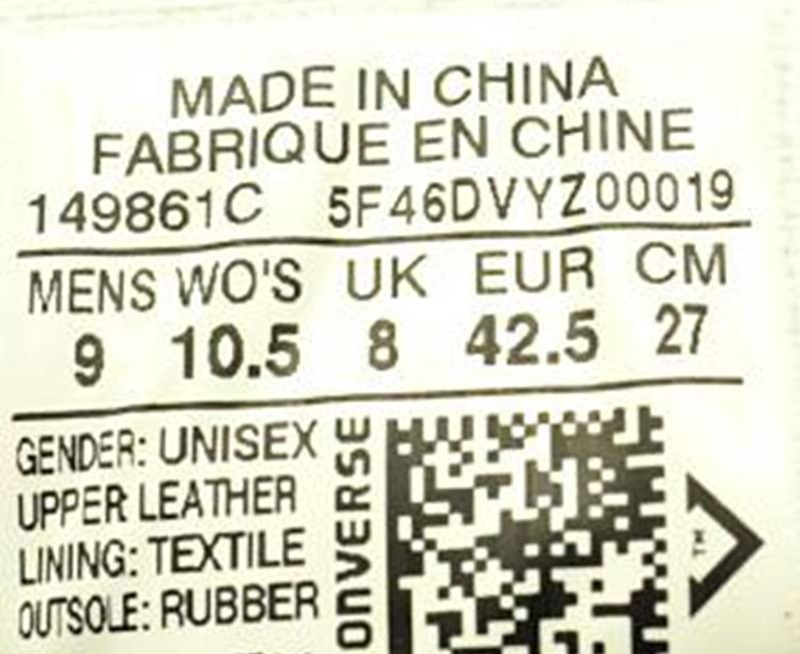 MADE IN CHINA
FABRIQUE EN CHINE
149861C 5F46DVYZ00019
MENS WO'S UK EUR CM
9 10.5 8 42.5 27
GENDER: UNISEX
UPPER LEATHER
LINING: TEXTILE
OUTSOLE: RUBBER
ONVERSE
TM